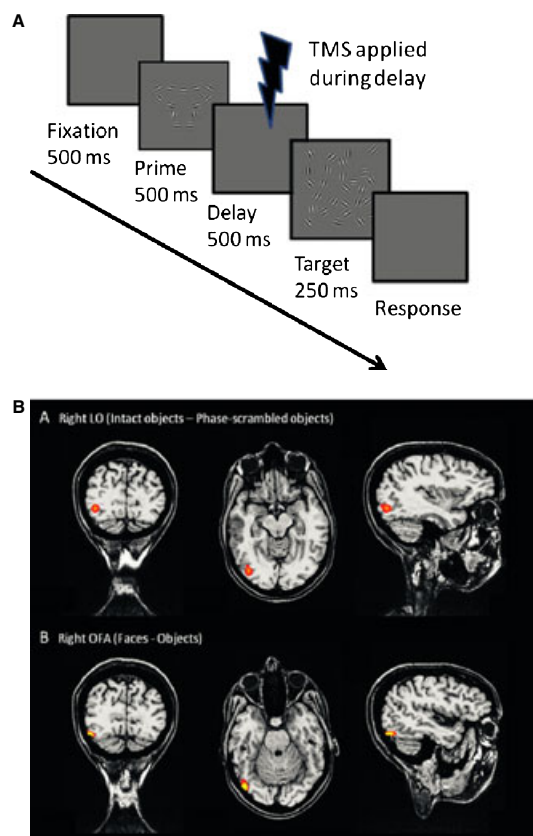 A
TMS applied
during delay
Fixation
500 ms
Prime
500 ms
Delay
500 ms
Target
250 ms
Response
B
A Right LO (Intact objects – Phase-scrambled objects)
B Right OFA (Faces - Objects)